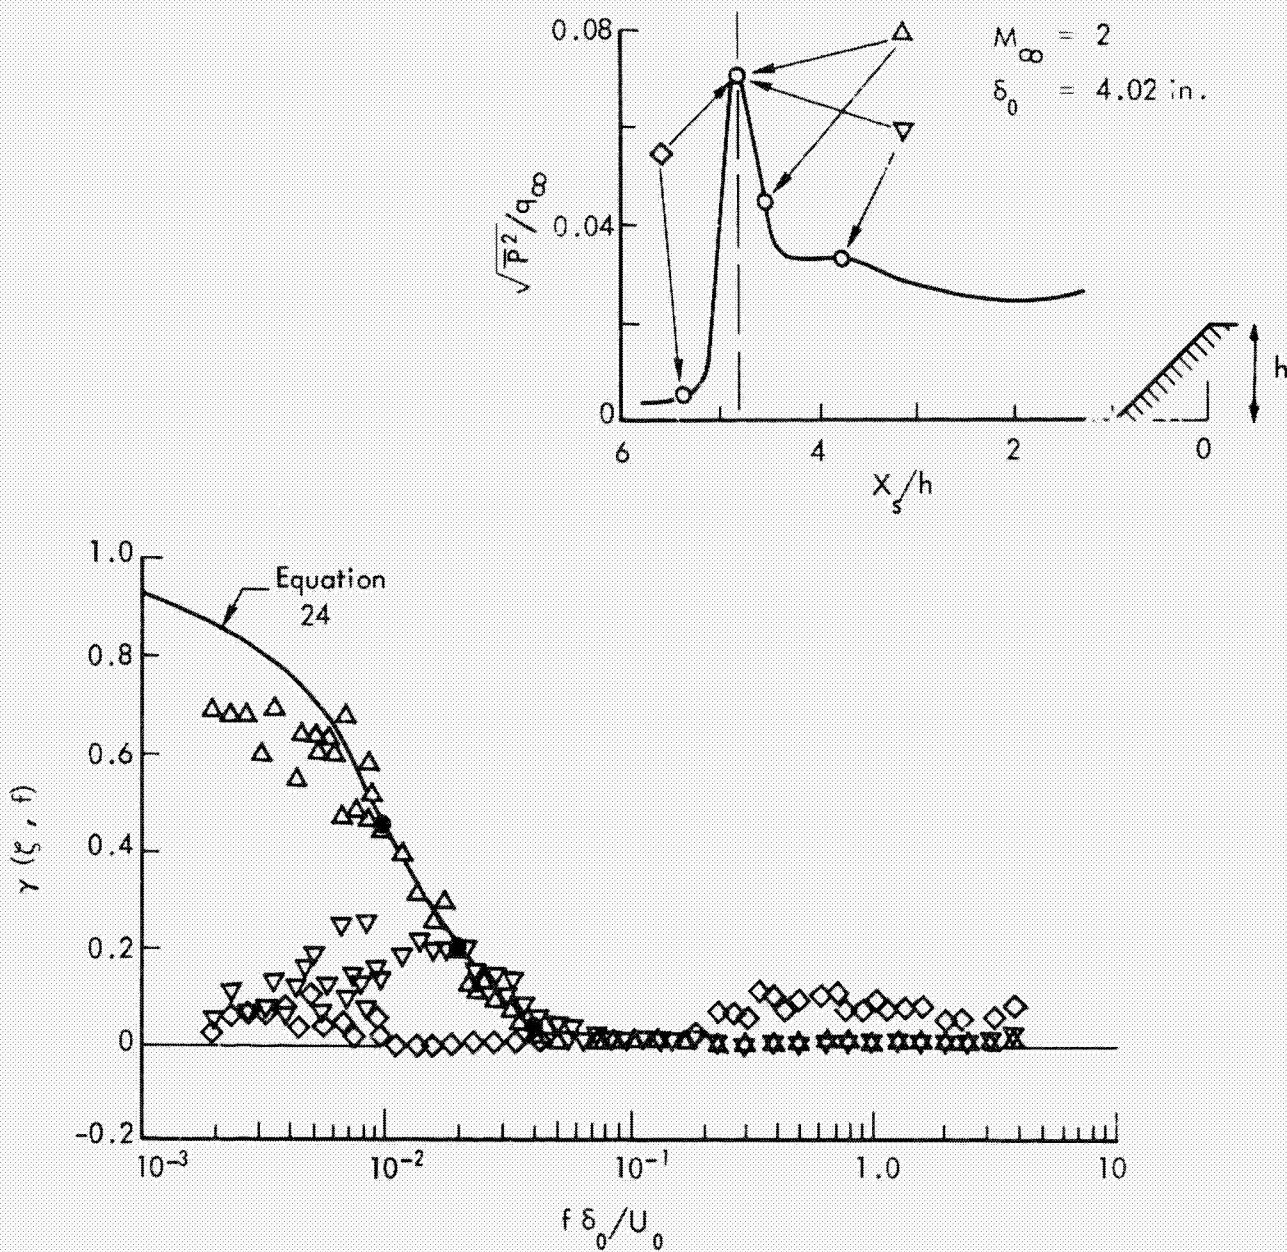 0.08
M∞ = 2
δ₀ = 4.02 in.
√P̅²/q∞
0.04
0
h
6
4
2
0
Xₛ/h
1.0
Equation
24
0.8
0.6
γ (ζ , f)
0.4
0.2
0
-0.2
10⁻³
10⁻²
10⁻¹
1.0
10
f δ₀/U₀